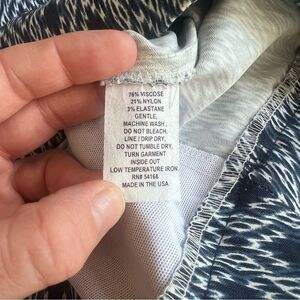 76% VISCOSE
21% NYLON
3% ELASTANE
GENTLE,
MACHINE WASH,
DO NOT BLEACH,
LINE / DRIP DRY,
DO NOT TUMBLE DRY,
TURN GARMENT
INSIDE OUT
LOW TEMPERATURE IRON.
RN# 54168
MADE IN THE USA